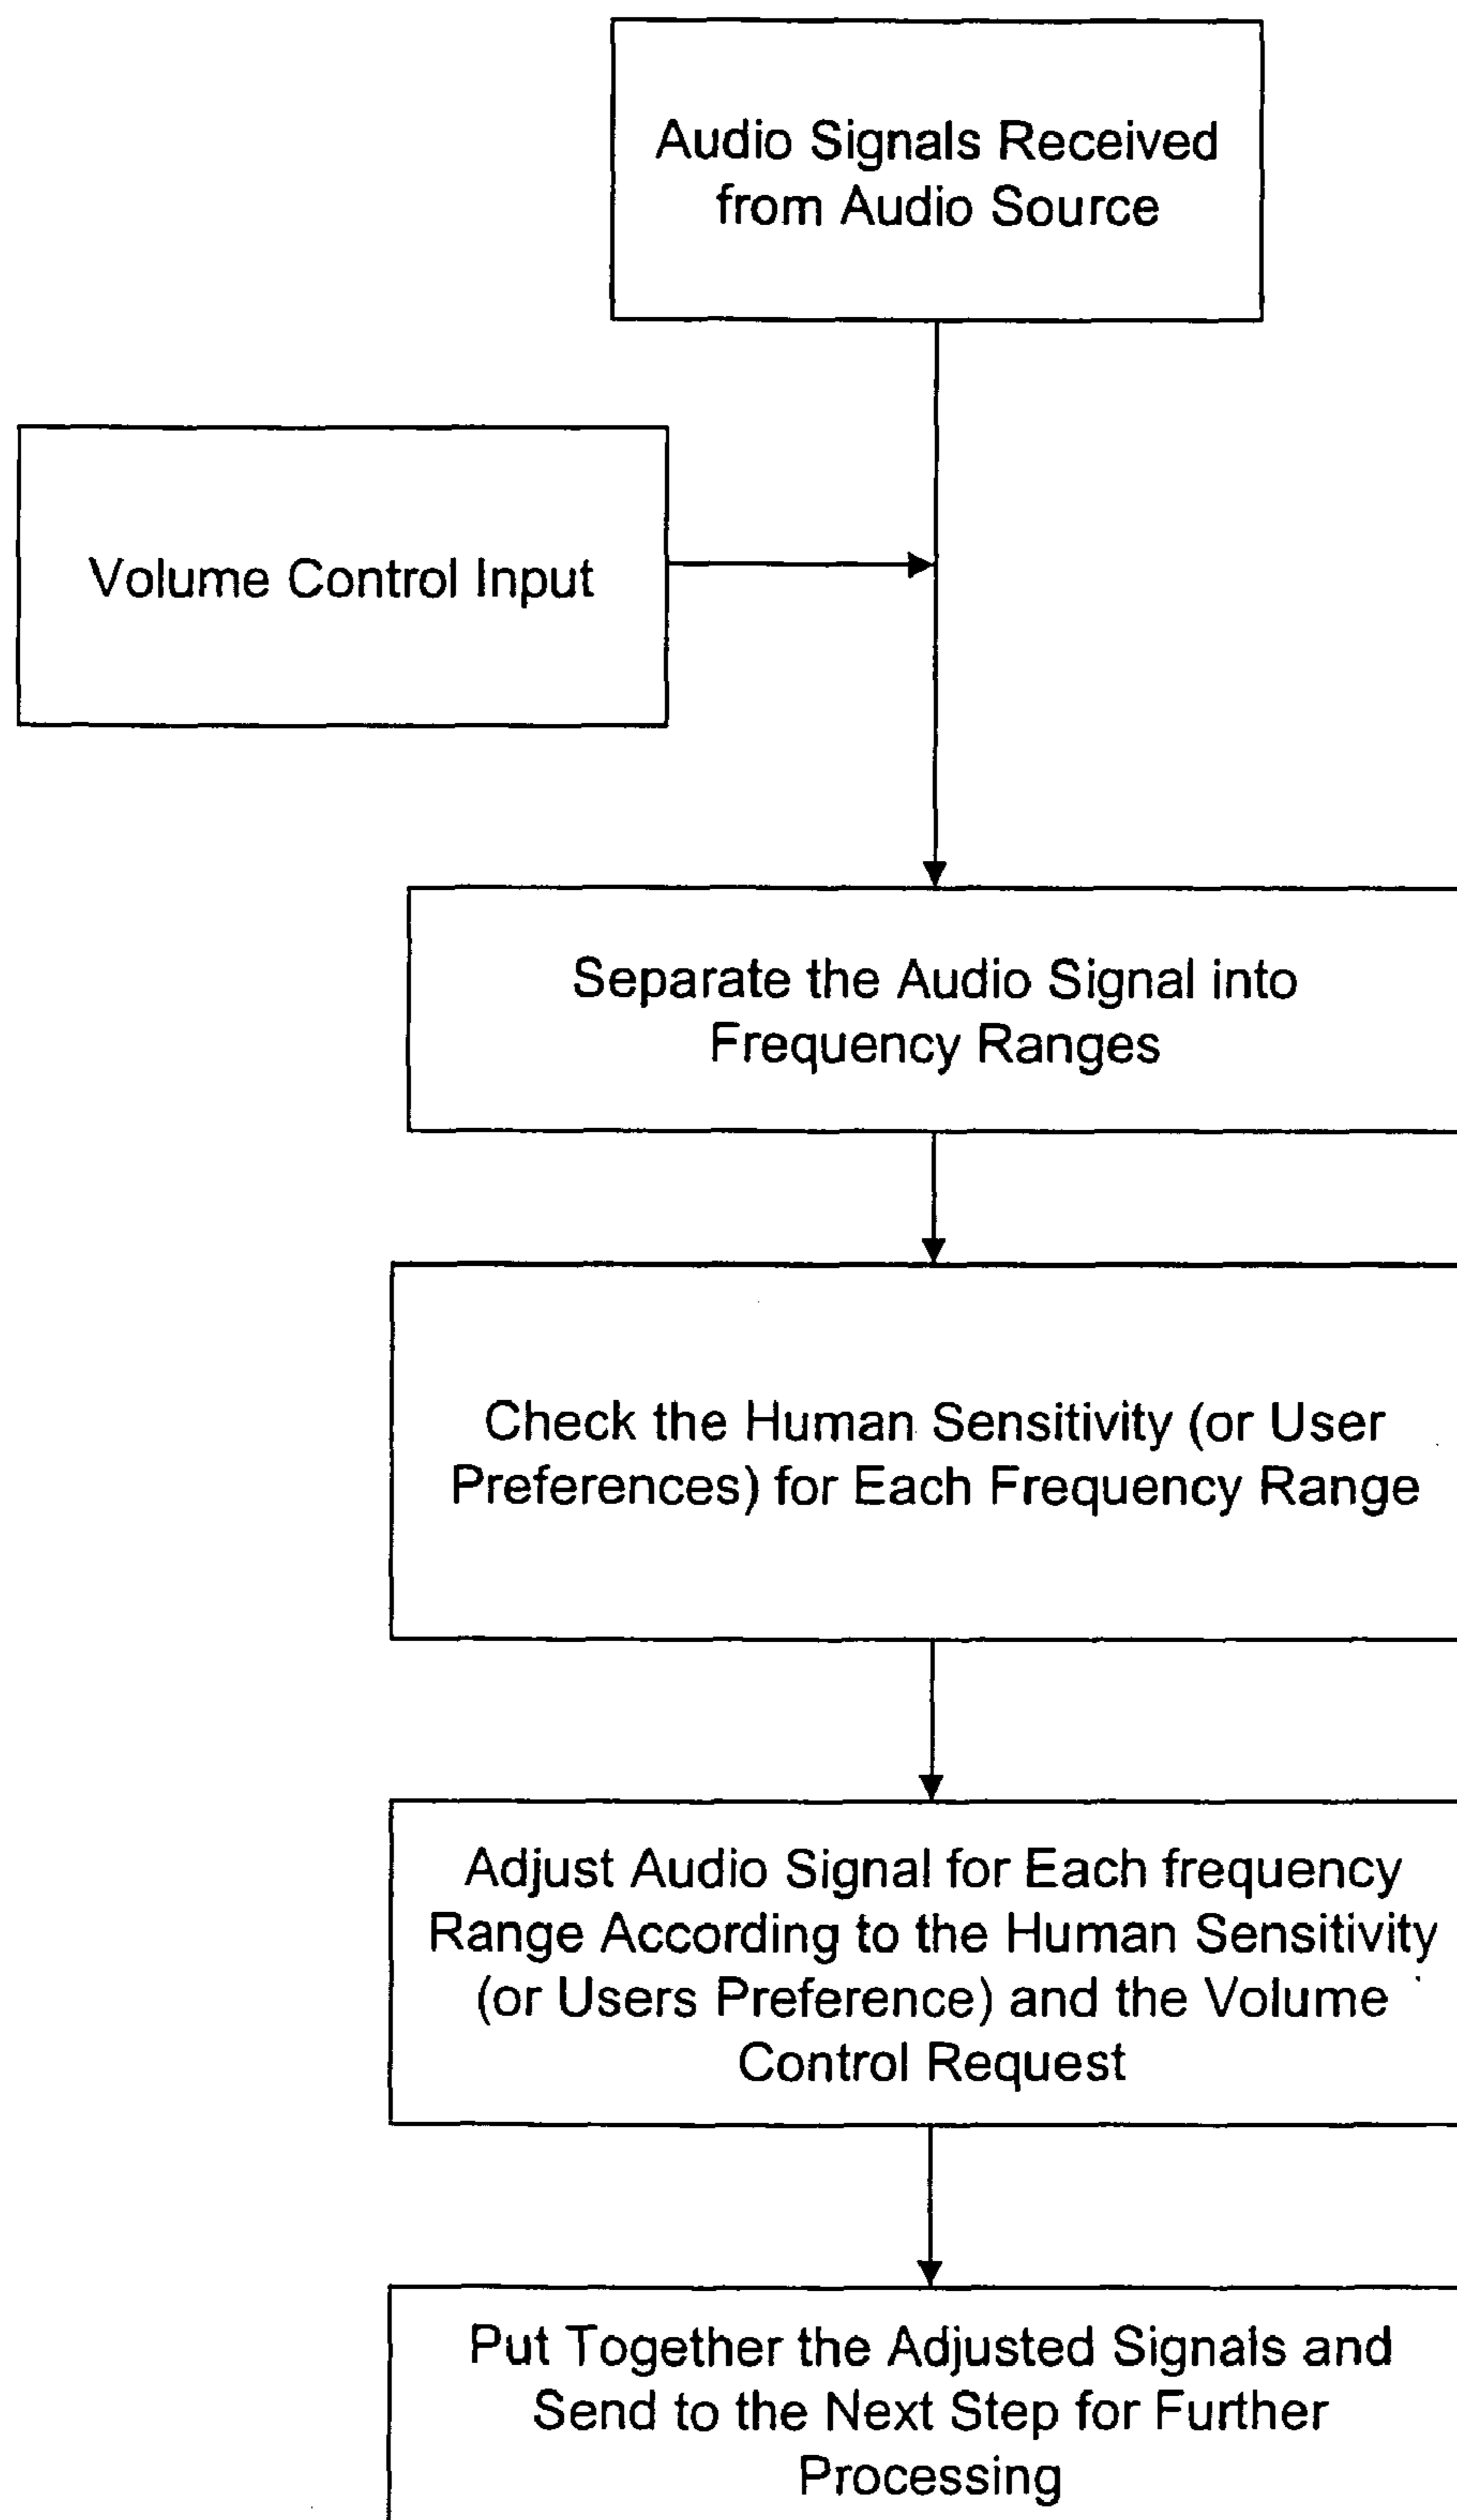 Audio Signals Received
from Audio Source
Volume Control Input
Separate the Audio Signal into
Frequency Ranges
Check the Human Sensitivity (or User
Preferences) for Each Frequency Range
Adjust Audio Signal for Each frequency
Range According to the Human Sensitivity
(or Users Preference) and the Volume
Control Request
Put Together the Adjusted Signals and
Send to the Next Step for Further
Processing